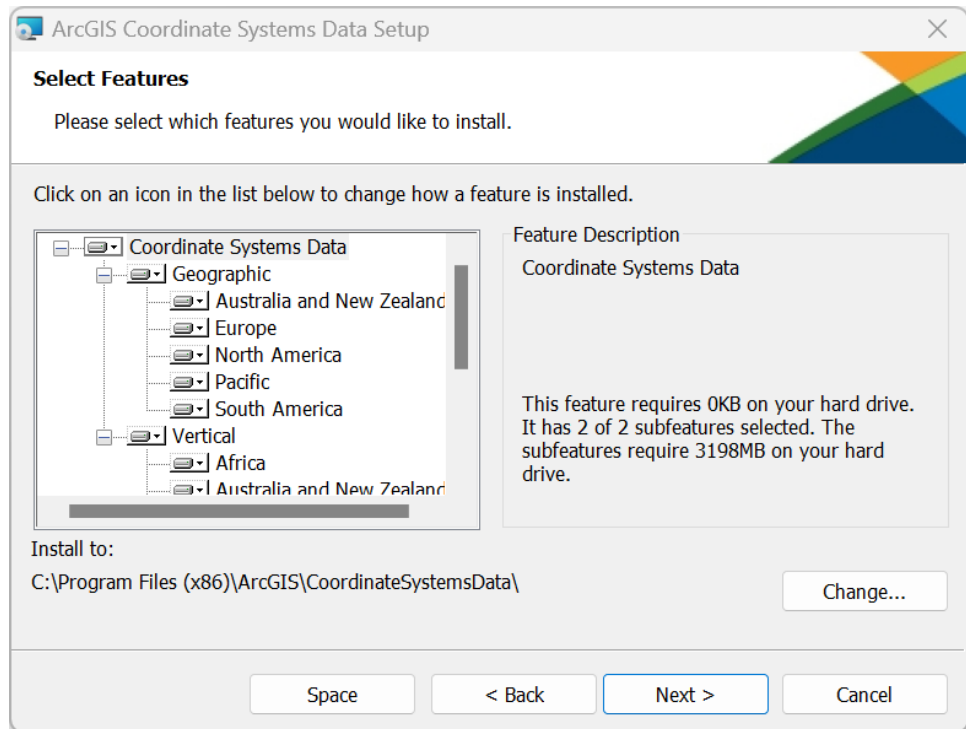 ArcGIS Coordinate Systems Data Setup
Select Features
Please select which features you would like to install.
Click on an icon in the list below to change how a feature is installed.
Coordinate Systems Data
Geographic
Australia and New Zealand
Europe
North America
Pacific
South America
Vertical
Africa
Australia and New Zealand
Feature Description
Coordinate Systems Data
This feature requires 0KB on your hard drive.
It has 2 of 2 subfeatures selected. The
subfeatures require 3198MB on your hard
drive.
Install to:
C:\Program Files (x86)\ArcGIS\CoordinateSystemsData\
Change...
Space
< Back
Next >
Cancel